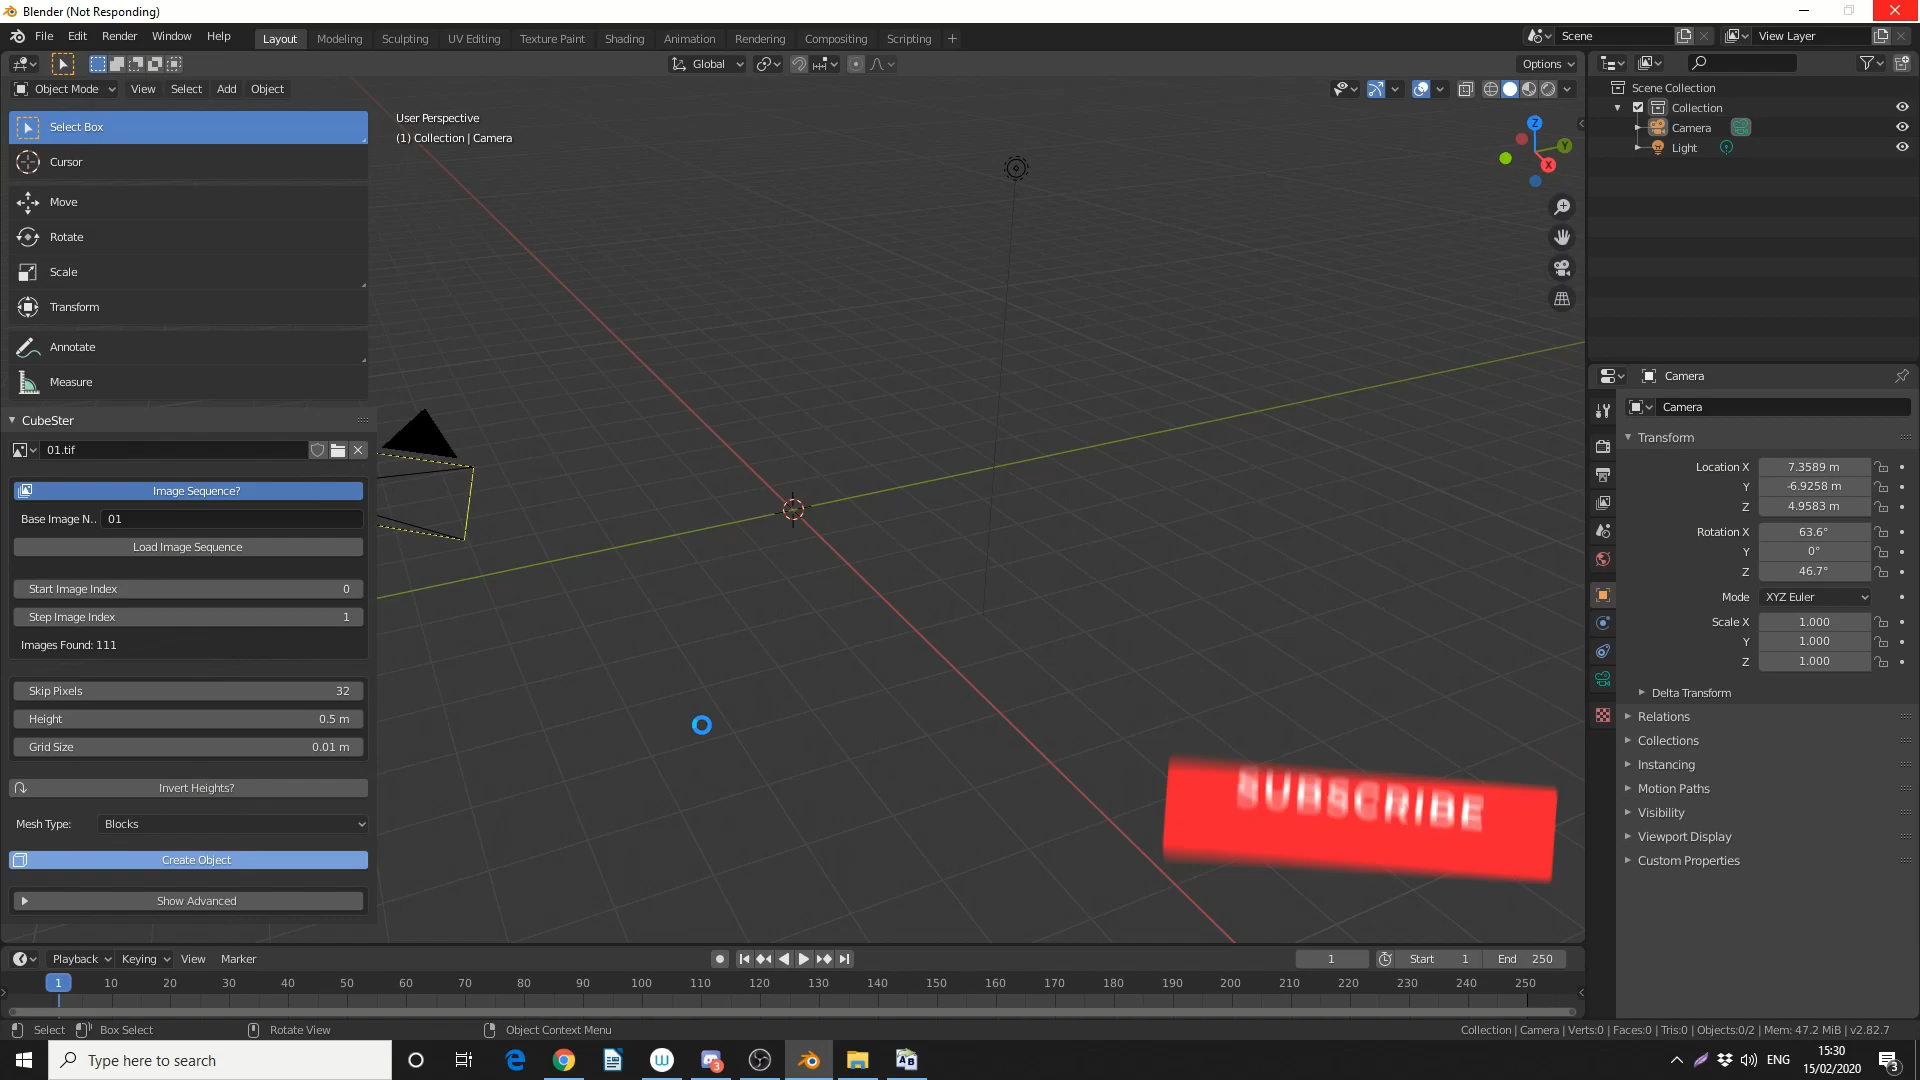 Blender (Not Responding)
File Edit Render Window Help
Layout Modeling Sculpting UV Editing Texture Paint Shading Animation Rendering Compositing Scripting +
Scene
View Layer
Global
Options
Object Mode View Select Add Object
Select Box
Cursor
Move
Rotate
Scale
Transform
Annotate
Measure
User Perspective
(1) Collection | Camera
Z
Y
X
CubeSter
01.tif
Image Sequence?
Base Image N.. 01
Load Image Sequence
Start Image Index 0
Step Image Index 1
Images Found: 111
Skip Pixels 32
Height 0.5 m
Grid Size 0.01 m
Invert Heights?
Mesh Type: Blocks
Create Object
Show Advanced
SUBSCRIBE
Scene Collection
Collection
Camera
Light
Camera
Camera
Transform
Location X 7.3589 m
Y -6.9258 m
Z 4.9583 m
Rotation X 63.6°
Y 0°
Z 46.7°
Mode XYZ Euler
Scale X 1.000
Y 1.000
Z 1.000
Delta Transform
Relations
Collections
Instancing
Motion Paths
Visibility
Viewport Display
Custom Properties
Playback Keying View Marker
1 Start 1 End 250
1 10 20 30 40 50 60 70 80 90 100 110 120 130 140 150 160 170 180 190 200 210 220 230 240 250
Select Box Select Rotate View Object Context Menu
Collection | Camera | Verts:0 | Faces:0 | Tris:0 | Objects:0/2 | Mem: 47.2 MiB | v2.82.7
Type here to search
W
3
AB
ENG
15:30
15/02/2020
3